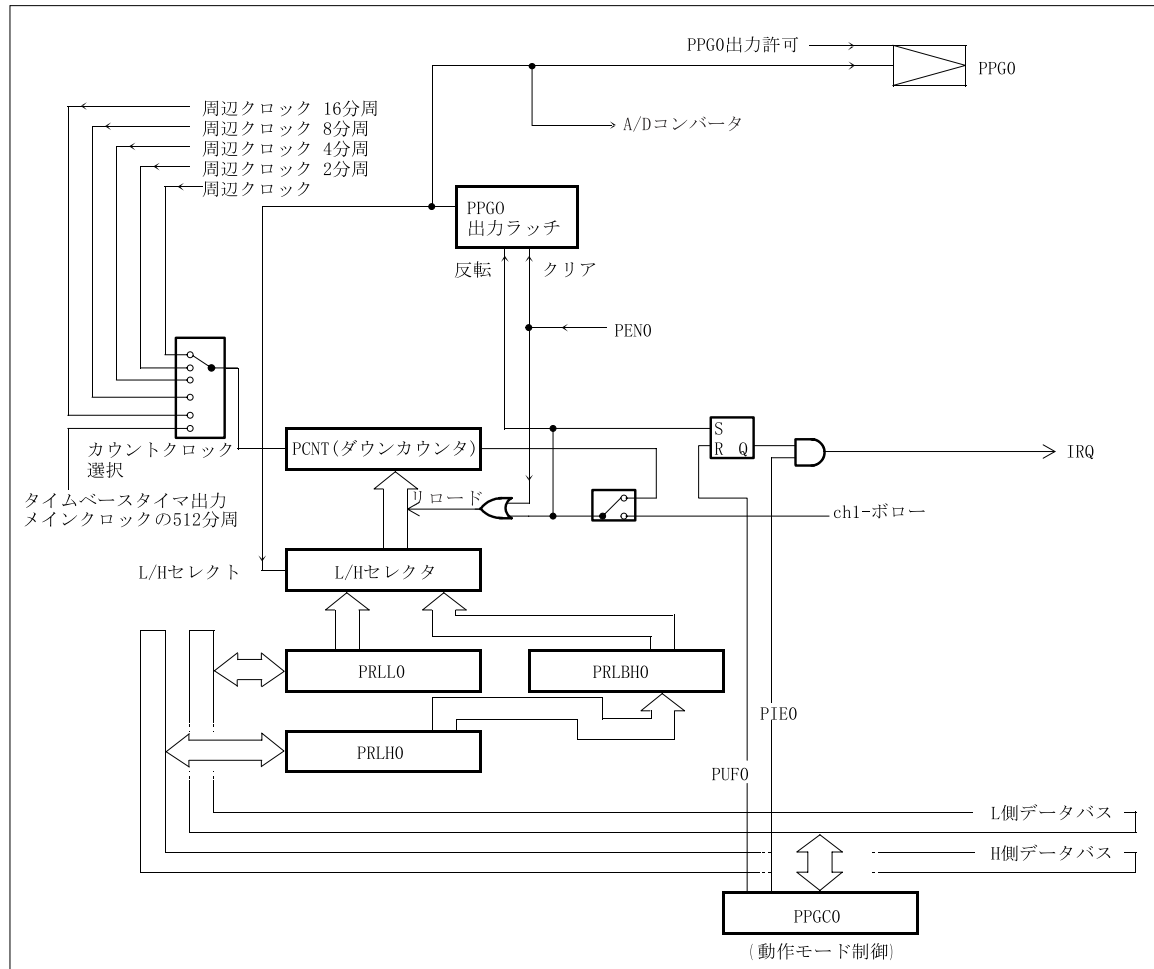 PPG0出力許可
PPG0
A/Dコンバータ
周辺クロック 16分周
周辺クロック 8分周
周辺クロック 4分周
周辺クロック 2分周
周辺クロック
PPG0
出力ラッチ
反転
クリア
PEN0
カウントクロック
選択
PCNT(ダウンカウンタ)
S
R Q
IRQ
タイムベースタイマ出力
メインクロックの512分周
リロード
ch1-ボロー
L/Hセレクト
L/Hセレクタ
PRLL0
PRLBH0
PIE0
PRLH0
PUF0
L側データバス
H側データバス
PPGC0
(動作モード制御)